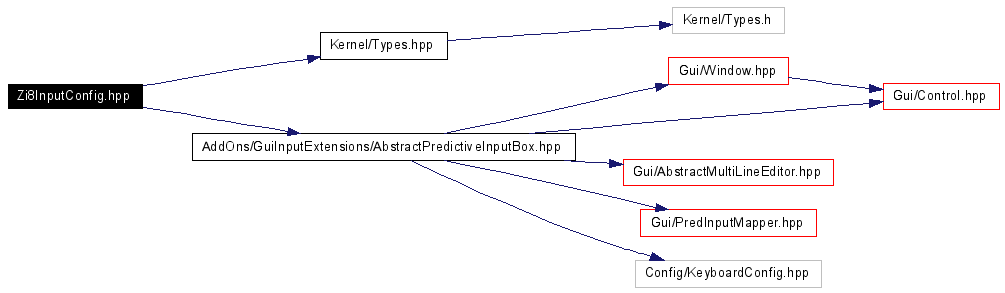 Kernel/Types.h
Kernel/Types.hpp
Gui/Window.hpp
Zi8InputConfig.hpp
Gui/Control.hpp
AddOns/GuiInputExtensions/AbstractPredictiveInputBox.hpp
Gui/AbstractMultiLineEditor.hpp
Gui/PredInputMapper.hpp
Config/KeyboardConfig.hpp